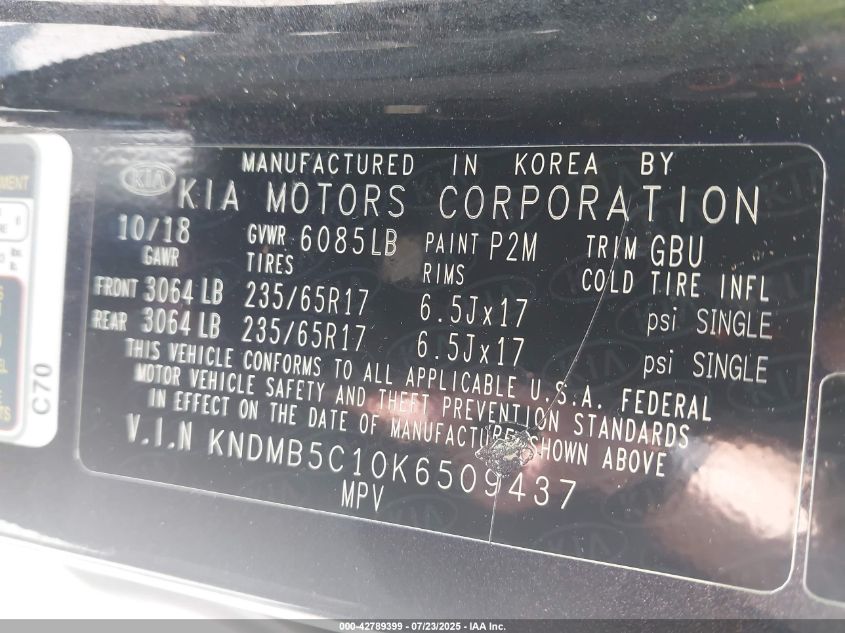 MANUFACTURED IN KOREA BY
KIA KIA MOTORS CORPORATION
10/18 GVWR 6085LB PAINT P2M TRIM GBU
GAWR TIRES RIMS COLD TIRE INFL
FRONT 3064 LB 235/65R17 6.5Jx17 psi SINGLE
REAR 3064 LB 235/65R17 6.5Jx17 psi SINGLE
THIS VEHICLE CONFORMS TO ALL APPLICABLE U.S.A. FEDERAL
MOTOR VEHICLE SAFETY AND THEFT PREVENTION STANDARDS
IN EFFECT ON THE DATE OF MANUFACTURE SHOWN ABOVE
V.I.N KNDMB5C10K6509437
MPV
C70
000-42789399 - 07/23/2025 - IAA Inc.